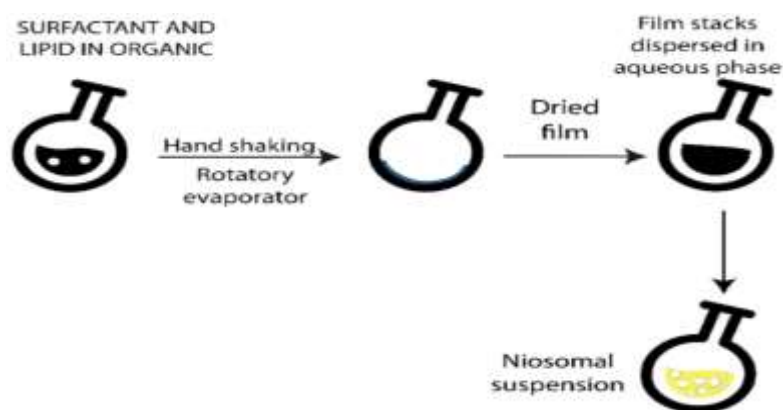 SURFACTANT AND
LIPID IN ORGANIC
Hand shaking
Rotatory
evaporator
Dried
film
Film stacks
dispersed in
aqueous phase
Niosomal
suspension